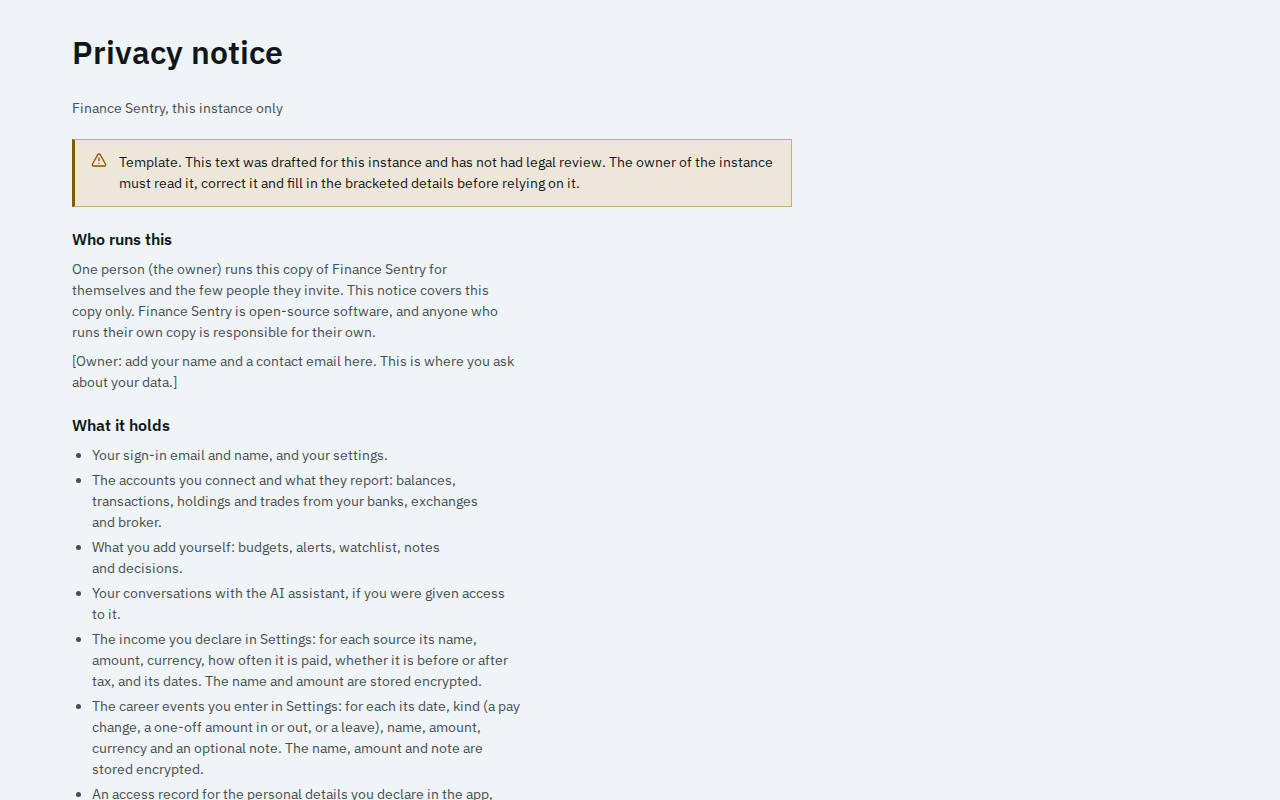 Privacy notice
Finance Sentry, this instance only
Template. This text was drafted for this instance and has not had legal review. The owner of the instance
must read it, correct it and fill in the bracketed details before relying on it.
Who runs this
One person (the owner) runs this copy of Finance Sentry for
themselves and the few people they invite. This notice covers this
copy only. Finance Sentry is open-source software, and anyone who
runs their own copy is responsible for their own.
[Owner: add your name and a contact email here. This is where you ask
about your data.]
What it holds
Your sign-in email and name, and your settings.
The accounts you connect and what they report: balances,
transactions, holdings and trades from your banks, exchanges
and broker.
What you add yourself: budgets, alerts, watchlist, notes
and decisions.
Your conversations with the AI assistant, if you were given access
to it.
The income you declare in Settings: for each source its name,
amount, currency, how often it is paid, whether it is before or after
tax, and its dates. The name and amount are stored encrypted.
The career events you enter in Settings: for each its date, kind (a pay
change, a one-off amount in or out, or a leave), name, amount,
currency and an optional note. The name, amount and note are
stored encrypted.
An access record for the personal details you declare in the app,